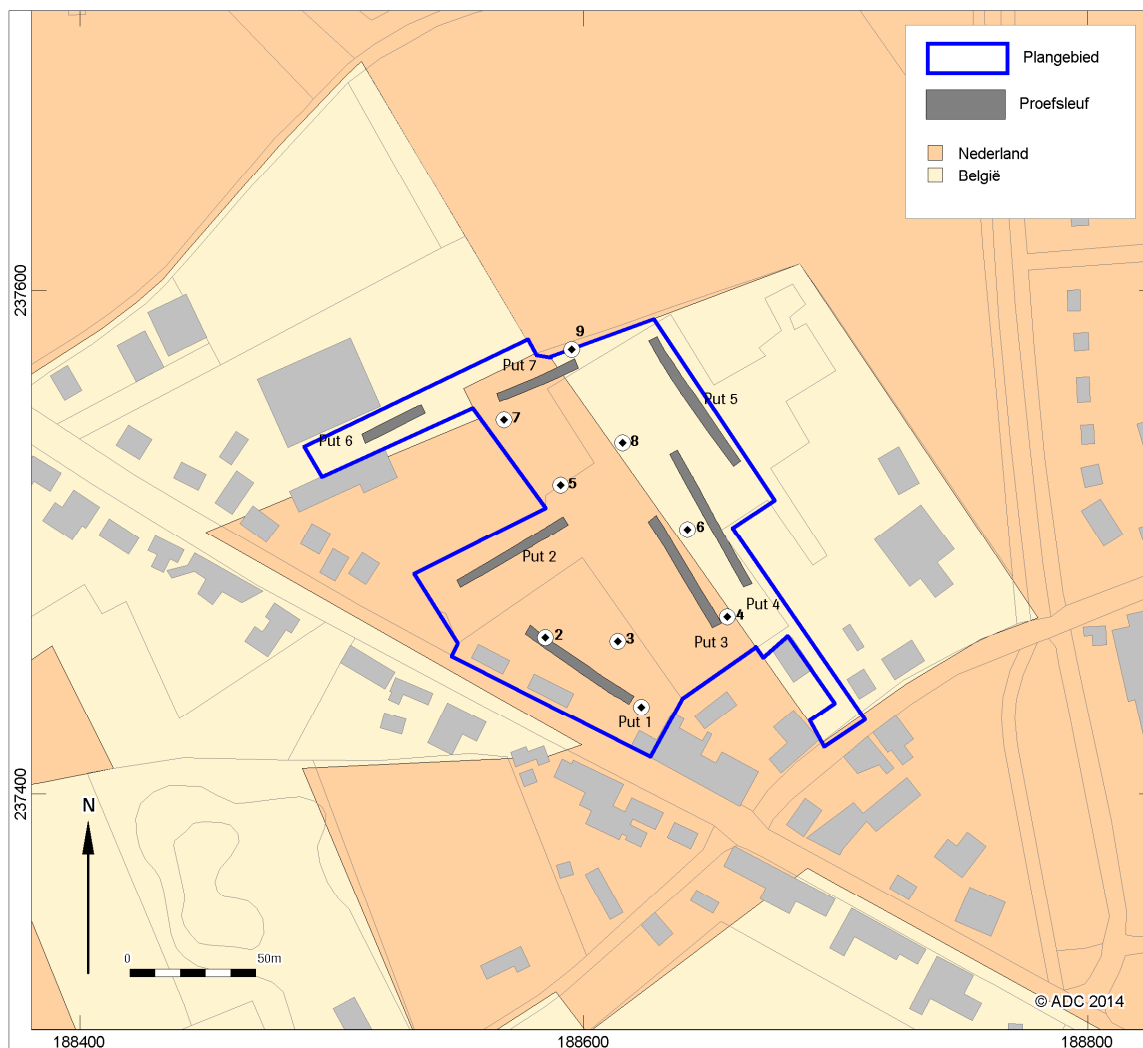 Plangebied
Proefsleuf
Nederland
België
237600
237400
9
Put 7
Put 5
7
Put 6
8
5
6
Put 2
Put 4
4
2
3
Put 3
Put 1
N
0 50m
© ADC 2014
188400 188600 188800